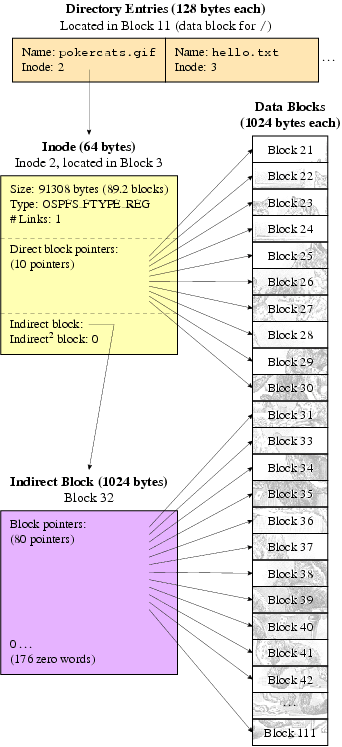 Directory Entries (128 bytes each)
Located in Block 11 (data block for /)
Name: pokercats.gif
Inode: 2
Name: hello.txt
Inode: 3
...
Inode (64 bytes)
Inode 2, located in Block 3
Size: 91308 bytes (89.2 blocks)
Type: OSPFS_FTYPE_REG
# Links: 1
Direct block pointers:
(10 pointers)
Indirect block:
Indirect² block: 0
Indirect Block (1024 bytes)
Block 32
Block pointers:
(80 pointers)
0 ...
(176 zero words)
Data Blocks
(1024 bytes each)
Block 21
Block 22
Block 23
Block 24
Block 25
Block 26
Block 27
Block 28
Block 29
Block 30
Block 31
Block 33
Block 34
Block 35
Block 36
Block 37
Block 38
Block 39
Block 40
Block 41
Block 42
...
Block 111